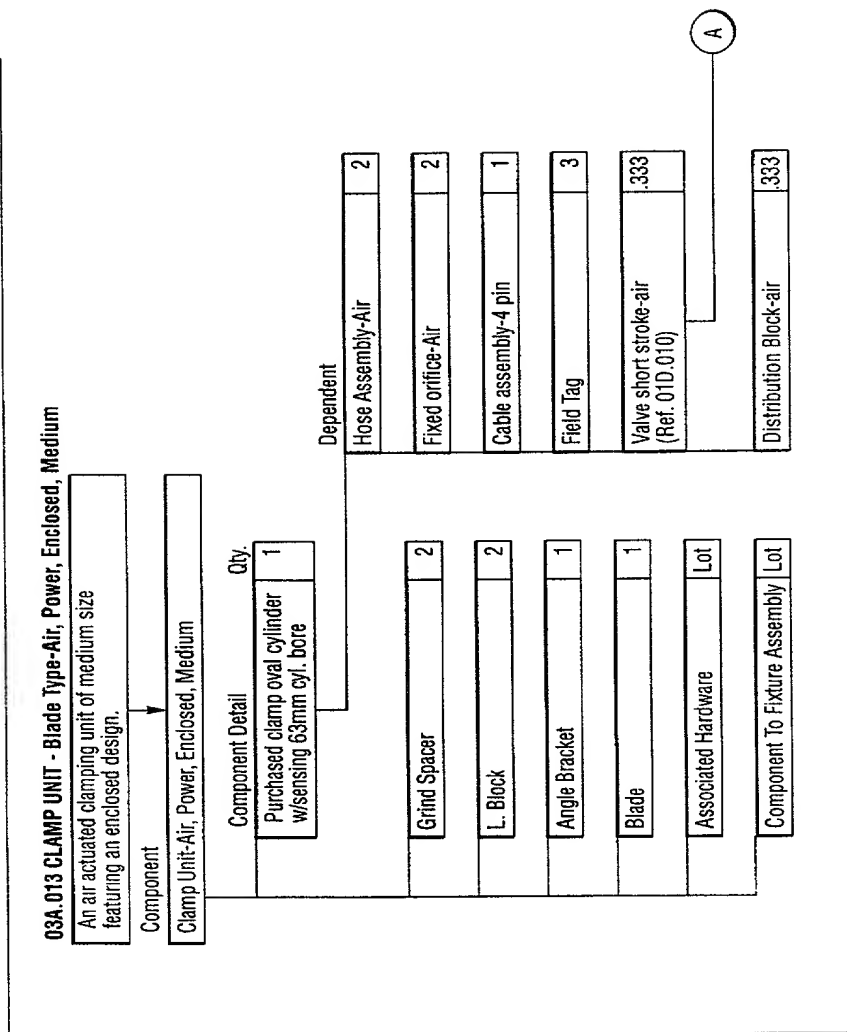 03A.013 CLAMP UNIT - Blade Type-Air, Power, Enclosed, Medium
An air actuated clamping unit of medium size
featuring an enclosed design.
Component
Clamp Unit-Air, Power, Enclosed, Medium
Component Detail
Qty.
Purchased clamp oval cylinder
w/sensing 63mm cyl. bore
1
Grind Spacer
2
L. Block
2
Angle Bracket
1
Blade
1
Associated Hardware
Lot
Component To Fixture Assembly
Lot
Dependent
Hose Assembly-Air
2
Fixed orifice-Air
2
Cable assembly-4 pin
1
Field Tag
3
Valve short stroke-air
(Ref. 01D.010)
.333
Distribution Block-air
.333
A